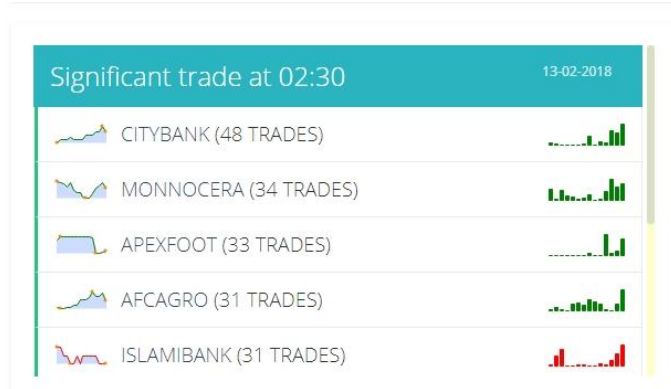 Significant trade at 02:30 13-02-2018
CITYBANK (48 TRADES)
MONNOCERA (34 TRADES)
APEXFOOT (33 TRADES)
AFCAGRO (31 TRADES)
ISLAMIBANK (31 TRADES)